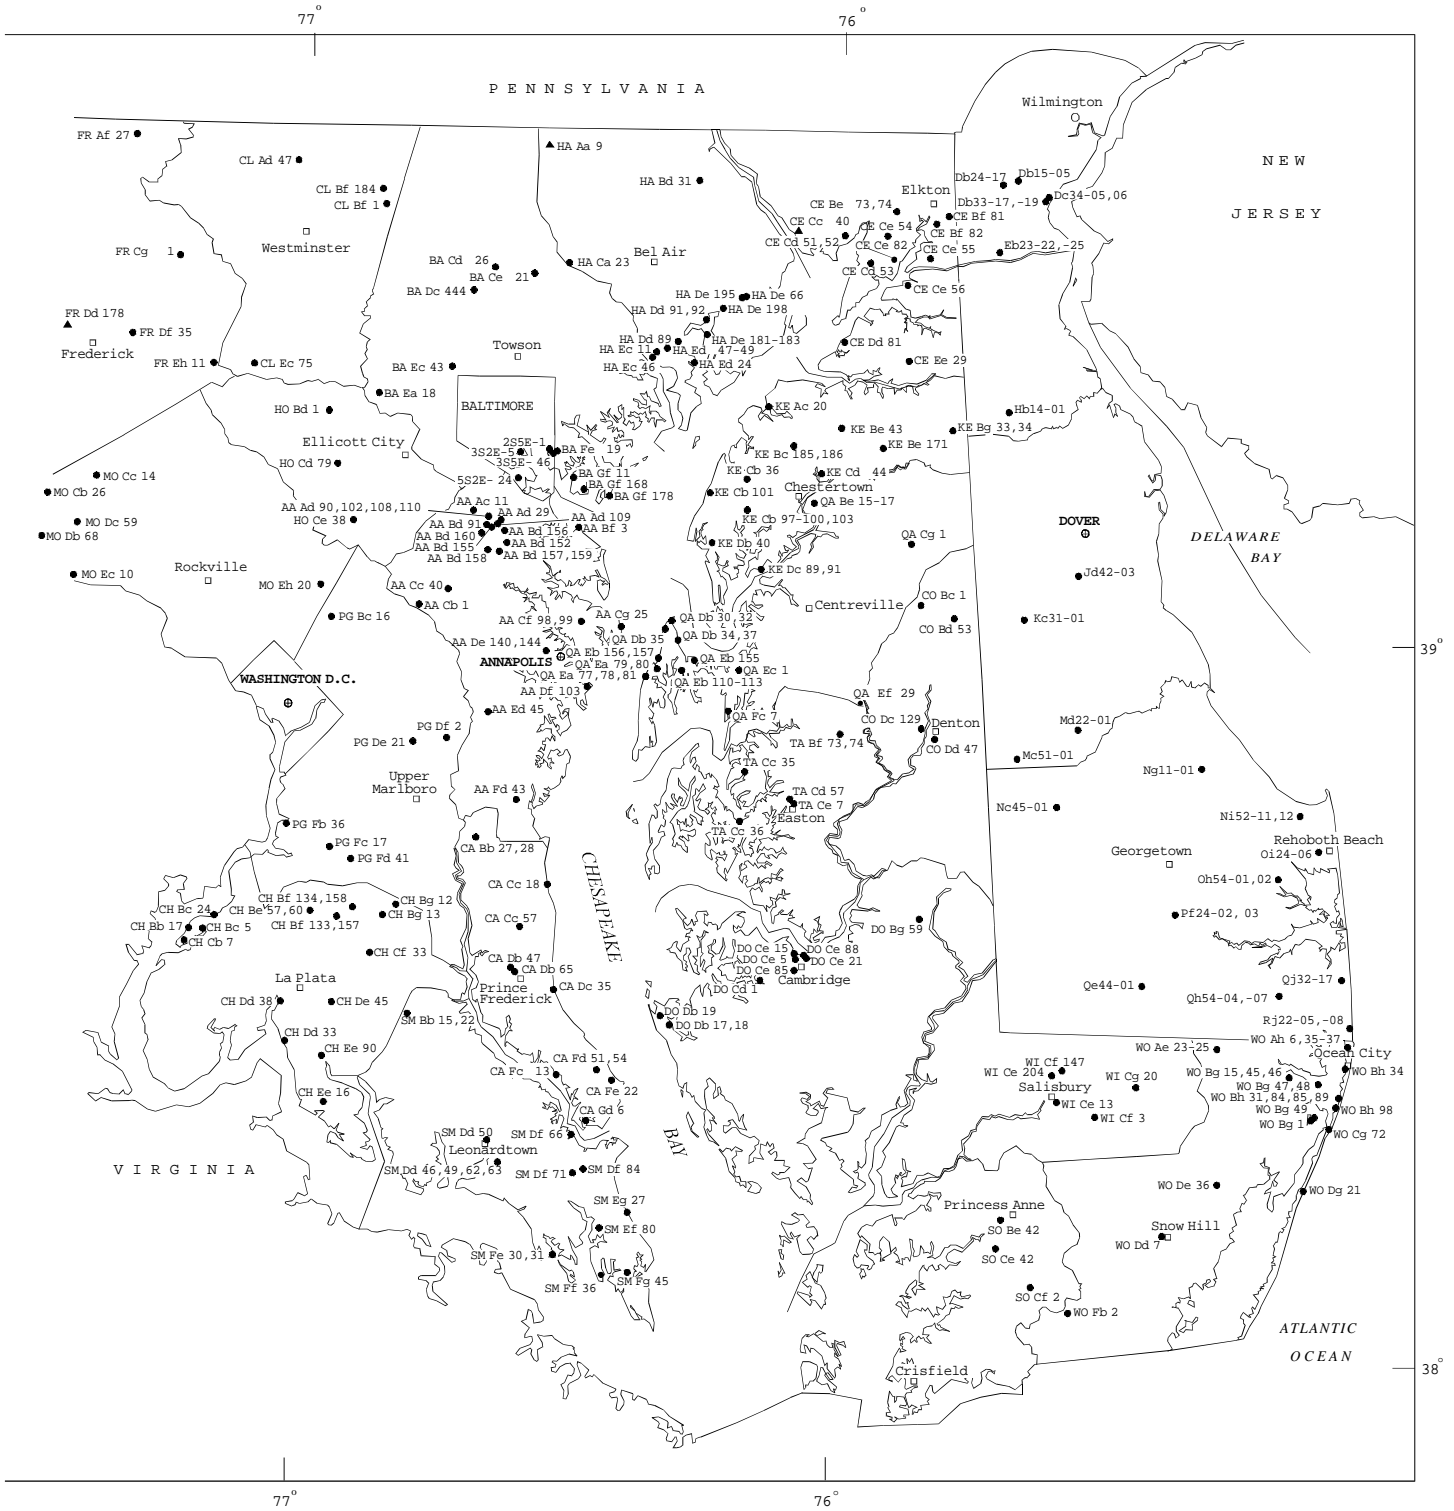 77°
76°
PENNSYLVANIA
Wilmington
FR Af 27
HA Aa 9
CL Ad 47
NEW
JERSEY
Db24-17
Db15-05
HA Bd 31
CL Bf 184
CL Bf 1
Elkton
Db33-17,-19
Dc34-05,06
CE Be 73,74
CE Bf 81
CE Cc 40
CE Ce 54
CE Bf 82
Westminster
CE Cd 51,52
CE Ce 82
CE Ce 55
Eb23-22,-25
FR Cg 1
Bel Air
BA Cd 26
HA Ca 23
BA Ce 21
CE Cd 53
BA Dc 444
CE Ce 56
HA De 195
HA De 66
HA Dd 91,92
HA De 198
FR Dd 178
FR Df 35
HA Dd 89
HA De 181-183
CE Dd 81
Frederick
Towson
HA Ec 11
HA Ed 47-49
FR Eh 11
CL Ec 75
BA Ec 43
HA Ec 46
HA Ed 24
CE Ee 29
BA Ea 18
HO Bd 1
BALTIMORE
KE Ac 20
Hb14-01
KE Be 43
KE Bg 33,34
Ellicott City
2S5E-1
3S2E-5
BA Fe 19
KE Bc 185,186
KE Be 171
HO Cd 79
3S5E-46
KE Cb 36
KE Cd 44
MO Cc 14
5S2E-24
BA Gf 11
BA Gf 168
Chestertown
MO Cb 26
BA Gf 178
KE Cb 101
QA Be 15-17
AA Ac 11
AA Ad 90,102,108,110
AA Ad 29
HO Ce 38
AA Ad 109
KE Cb 97-100,103
MO Dc 59
AA Bd 91
AA Bf 3
DOVER
MO Db 68
AA Bd 160
AA Bd 156
AA Bd 155
AA Bd 152
KE Db 40
QA Cg 1
DELAWARE
BAY
AA Bd 158
AA Bd 157,159
Rockville
MO Ec 10
KE Dc 89,91
Jd42-03
MO Eh 20
AA Cc 40
AA Cb 1
CO Bc 1
Centreville
PG Bc 16
AA Cg 25
AA Cf 98,99
QA Db 30,32
CO Bd 53
Kc31-01
QA Db 35
QA Db 34,37
39°
AA De 140,144
QA Eb 156,157
ANNAPOLIS
QA Ea 79,80
QA Eb 155
QA Ec 1
WASHINGTON D.C.
QA Ea 77,78,81
QA Eb 110-113
AA Df 103
QA Ef 29
AA Ed 45
QA Fc 7
CO Dc 129
Denton
Md22-01
PG Df 2
PG De 21
TA Bf 73,74
CO Dd 47
Mc51-01
TA Cc 35
Ng11-01
Upper
Marlboro
AA Fd 43
TA Cd 57
TA Ce 7
Easton
Nc45-01
Ni52-11,12
PG Fb 36
TA Cc 36
PG Fc 17
CA Bb 27,28
Georgetown
Rehoboth Beach
Oi24-06
PG Fd 41
CHESAPEAKE
BAY
CA Cc 18
Oh54-01,02
CH Bf 134,158
CH Bg 12
CH Bc 24
CH Be 57,60
CH Bg 13
CA Cc 57
Pf24-02, 03
CH Bb 17
CH Bc 5
CH Bf 133,157
DO Bg 59
CH Cb 7
CH Cf 33
DO Ce 15
DO Ce 88
CA Db 47
DO Ce 5
DO Ce 21
CA Db 65
DO Ce 85
Cambridge
La Plata
Prince
Frederick
CA Dc 35
DO Cd 1
Qe44-01
Qj32-17
CH Dd 38
CH De 45
Qh54-04,-07
SM Bb 15,22
DO Db 19
DO Db 17,18
Rj22-05,-08
CH Dd 33
CH Ee 90
WO Ae 23-25
WO Ah 6,35-37
Ocean City
CA Fd 51,54
WI Cf 147
WI Ce 204
WO Bg 15,45,46
WO Bh 34
CA Fc 13
CA Fe 22
WI Cg 20
WO Bg 47,48
Salisbury
CH Ee 16
WO Bh 31,84,85,89
WI Ce 13
WO Bg 49
WO Bh 98
CA Gd 6
WI Cf 3
WO Bg 1
SM Dd 50
SM Df 66
WO Cg 72
Leonardtown
VIRGINIA
SM Dd 46,49,62,63
SM Df 71
SM Df 84
WO De 36
WO Dg 21
SM Eg 27
Princess Anne
SO Be 42
Snow Hill
SM Ef 80
WO Dd 7
SM Fe 30,31
SO Ce 42
SM Ff 36
SM Fg 45
SO Cf 2
WO Fb 2
ATLANTIC
OCEAN
Crisfield
38°
77°
76°